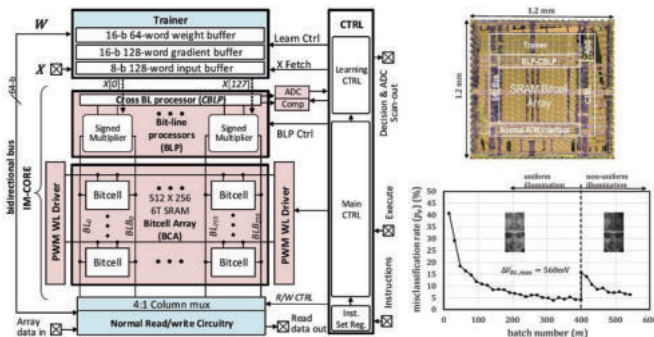 W
X
64-b
bidirectional bus
IM-CORE
Trainer
16-b 64-word weight buffer
16-b 128-word gradient buffer
8-b 128-word input buffer
X[0]
X[127]
Cross BL processor (CBLP)
ADC
Comp
Signed
Multiplier
Bit-line
processors
(BLP)
Signed
Multiplier
PWM WL Driver
Bitcell
512 X 256
6T SRAM
Bitcell Array
(BCA)
Bitcell
Bitcell
Bitcell
BL0
BLB0
BL255
BLB255
PWM WL Driver
4:1 Column mux
Normal Read/write Circuitry
Array
data in
Read
data out
R/W CTRL
CTRL
Learn Ctrl
X Fetch
BLP Ctrl
Learning
CTRL
Main CTRL
Inst.
Set Reg.
Decision & ADC
Scan-out
Execute
Instructions
1.2 mm
1.2 mm
Trainer
BLP-CBLP
SRAM Bitcell
Array
Normal R/W Interface
misclassification rate (pe) (%)
50
45
40
35
30
25
20
15
10
5
0
uniform
illumination
non-uniform
illumination
ΔVBL,max = 560mV
0 100 200 300 400 500 600
batch number (m)